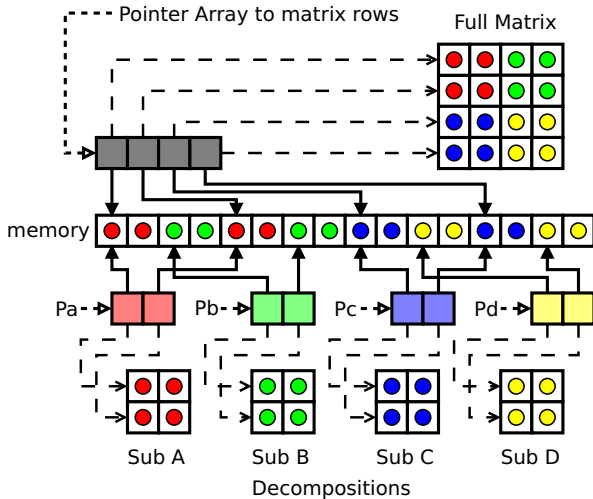 Pointer Array to matrix rows
Full Matrix
memory
Pa
Pb
Pc
Pd
Sub A
Sub B
Sub C
Sub D
Decompositions